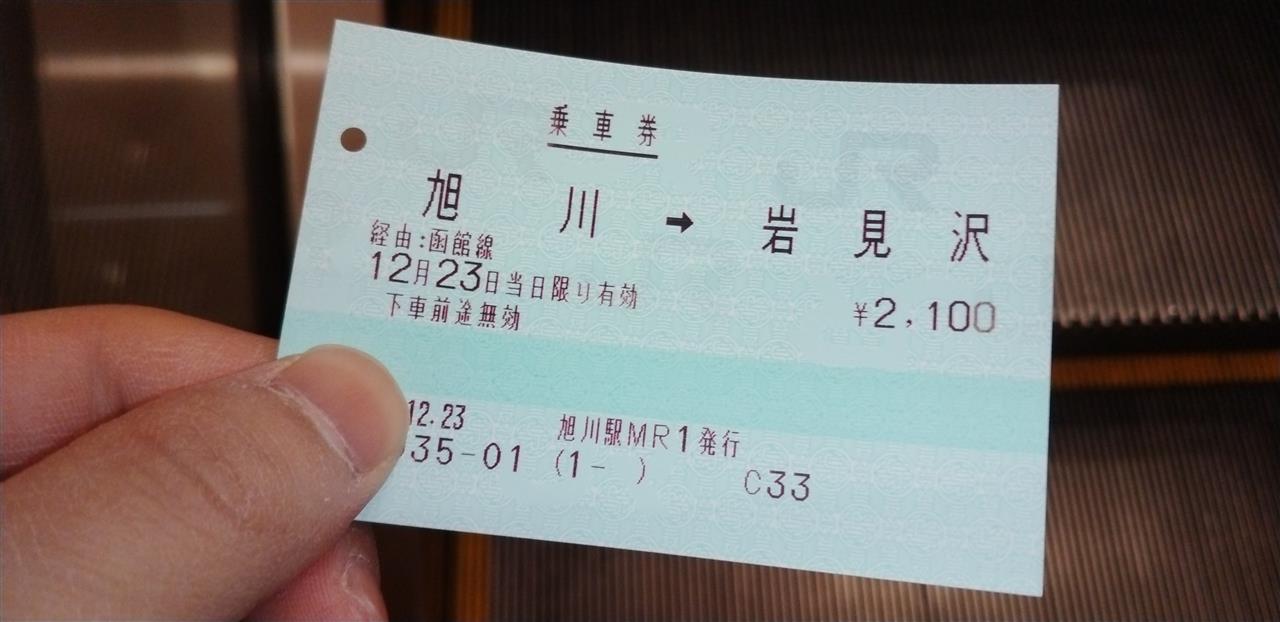 乗車券
旭川→岩見沢
経由:函館線
12月23日当日限り有効 ¥2,100
下車前途無効
12.23 旭川駅MR1発行
035-01 (1- ) C33